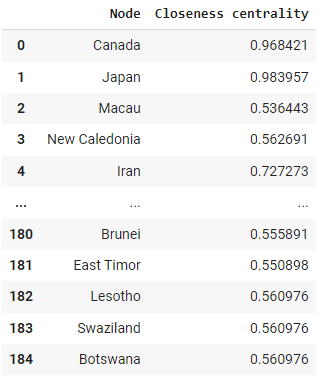 Node Closeness centrality
0 Canada 0.968421
1 Japan 0.983957
2 Macau 0.536443
3 New Caledonia 0.562691
4 Iran 0.727273
... ... ...
180 Brunei 0.555891
181 East Timor 0.550898
182 Lesotho 0.560976
183 Swaziland 0.560976
184 Botswana 0.560976